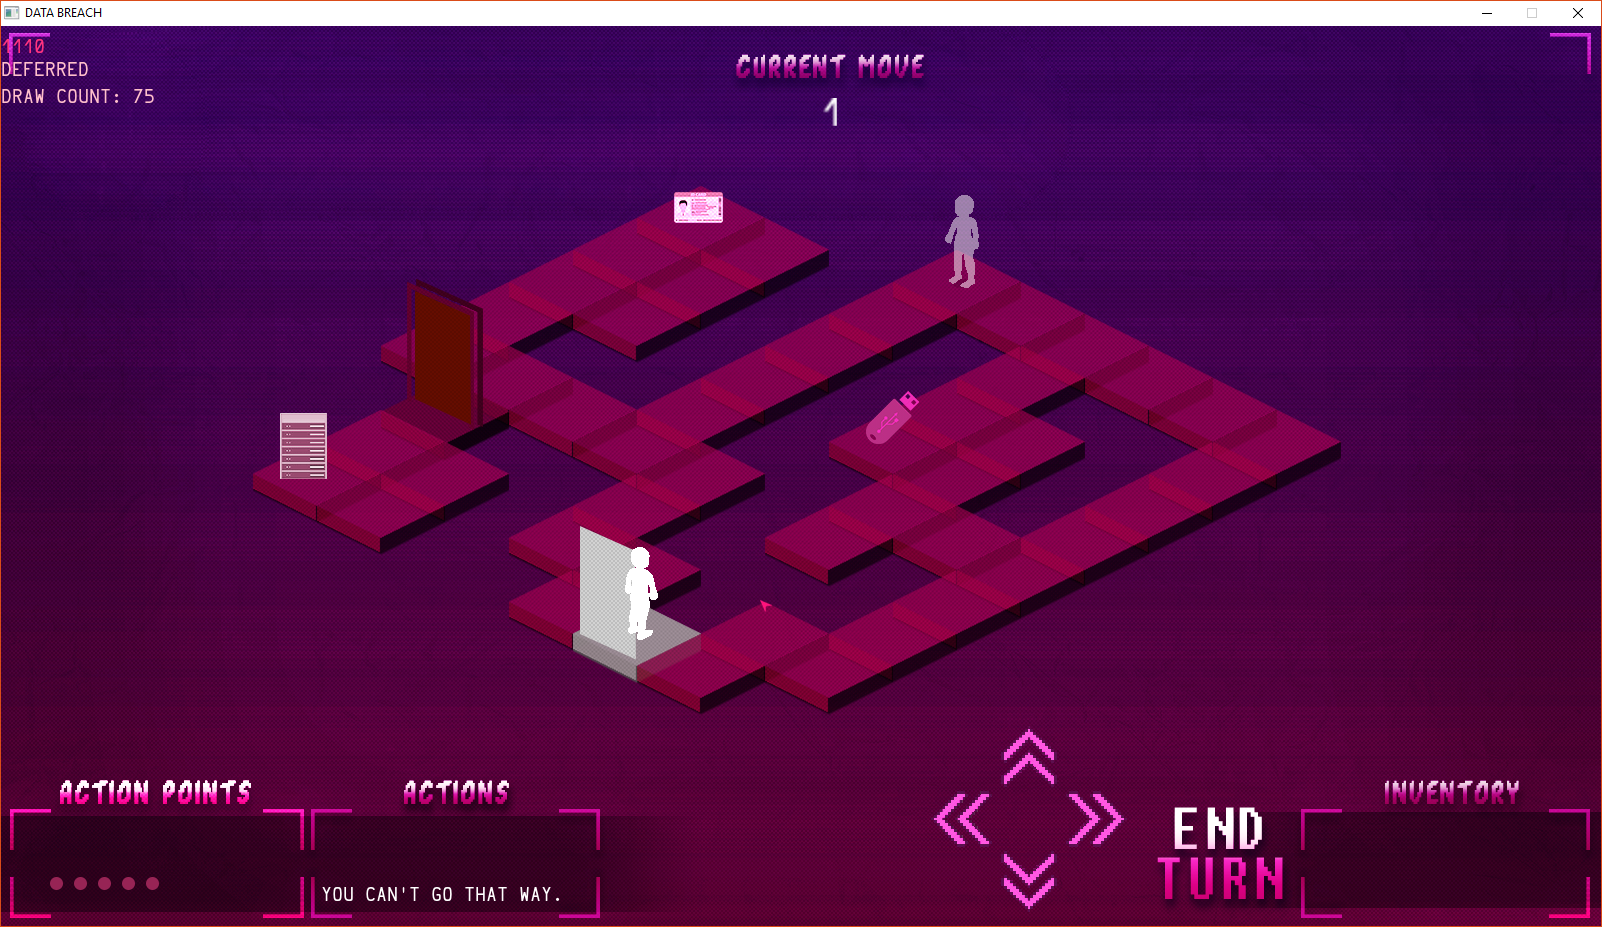 DATA BREACH
1110
DEFERRED
DRAW COUNT: 75
CURRENT MOVE
1
ACTION POINTS
ACTIONS
YOU CAN'T GO THAT WAY.
END
TURN
INVENTORY